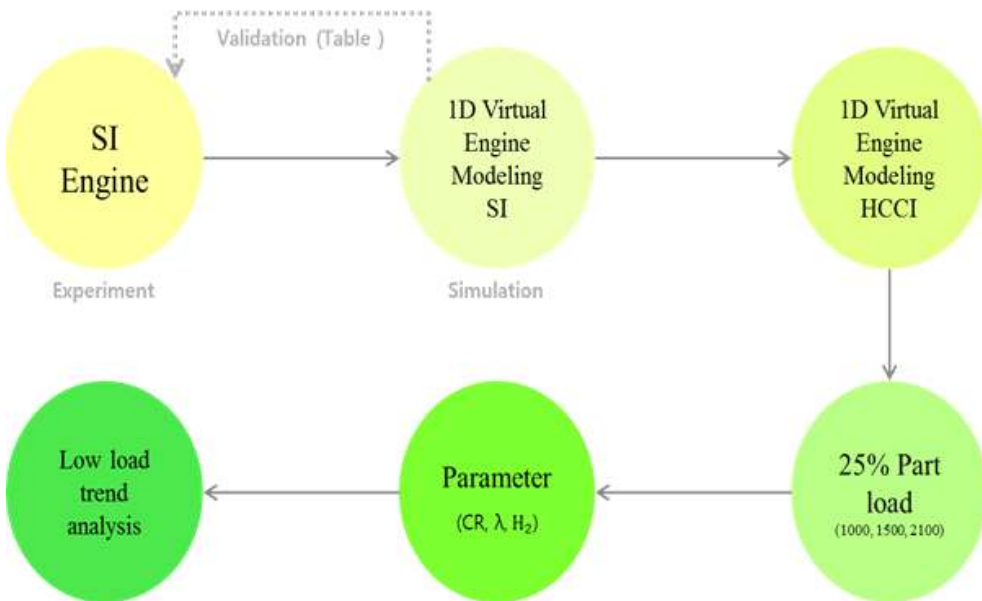 Validation (Table )
SI
Engine
1D Virtual
Engine
Modeling
SI
1D Virtual
Engine
Modeling
HCCI
Experiment
Simulation
Low load
trend
analysis
Parameter
(CR, λ, H₂)
25% Part
load
(1000, 1500, 2100)